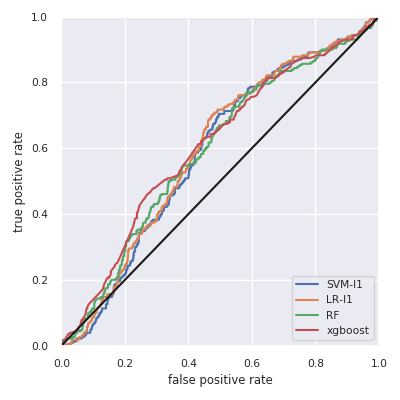 1.0
0.8
0.6
0.4
0.2
0.0
true positive rate
0.0 0.2 0.4 0.6 0.8 1.0
false positive rate
SVM-l1
LR-l1
RF
xgboost